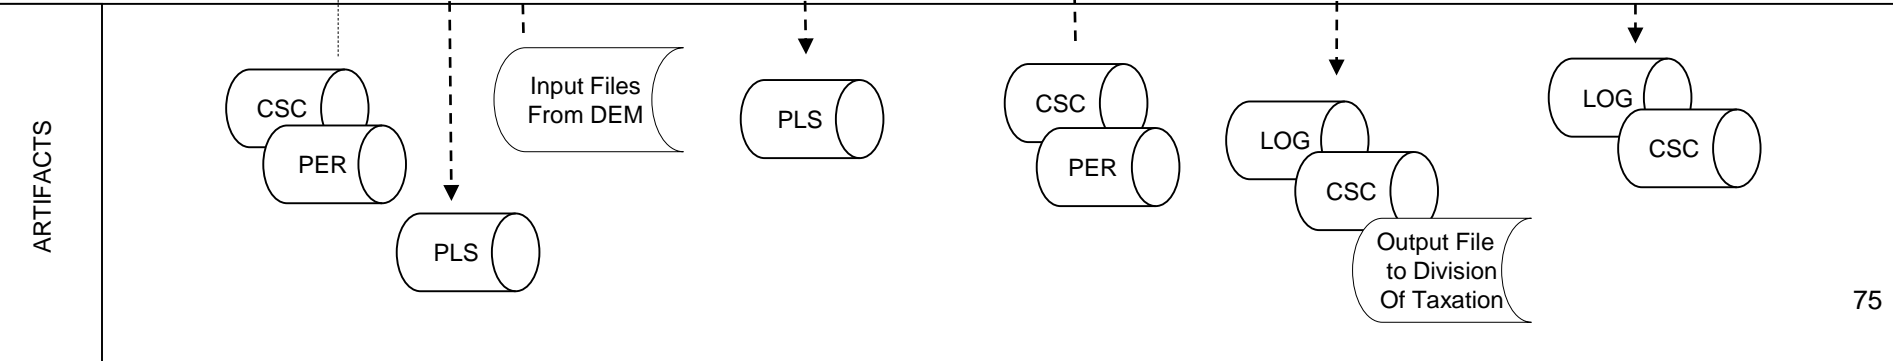 ARTIFACTS
CSC
PER
PLS
Input Files
From DEM
PLS
CSC
PER
LOG
CSC
Output File
to Division
Of Taxation
LOG
CSC
75